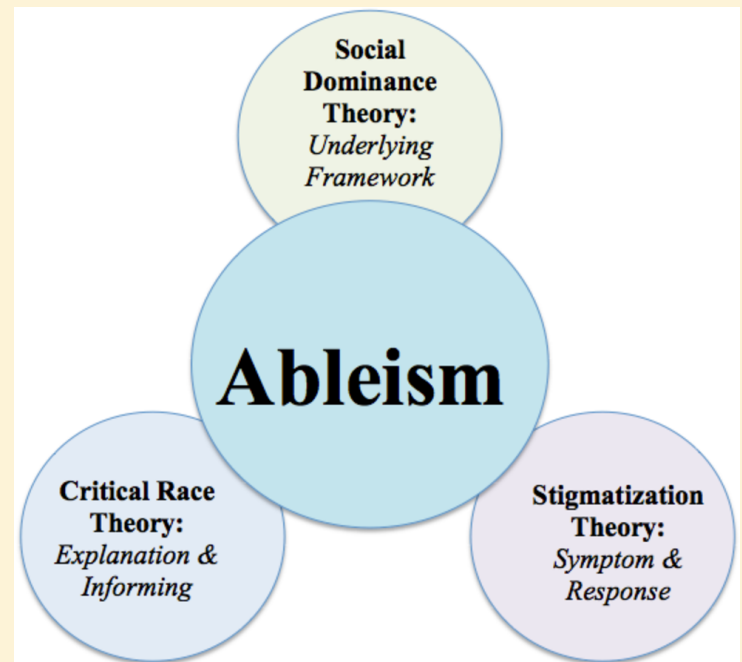 Social
Dominance
Theory:
Underlying
Framework
Ableism
Critical Race
Theory:
Explanation &
Informing
Stigmatization
Theory:
Symptom &
Response